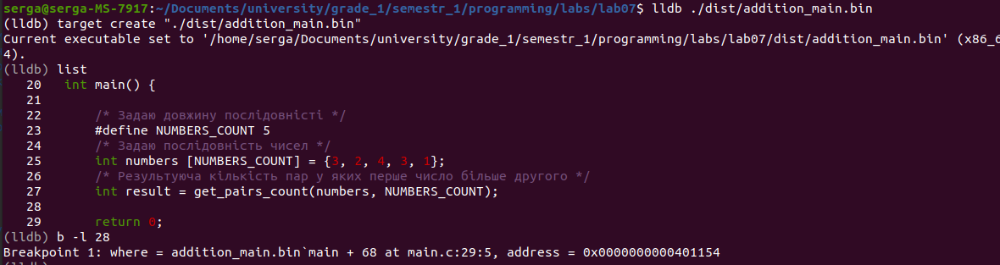 serga@serga-MS-7917:~/Documents/university/grade_1/semestr_1/programming/labs/lab07$ lldb ./dist/addition_main.bin
(lldb) target create "./dist/addition_main.bin"
Current executable set to '/home/serga/Documents/university/grade_1/semestr_1/programming/labs/lab07/dist/addition_main.bin' (x86_6
4).
(lldb) list
20   int main() {
21
22       /* Задаю довжину послідовністі */
23       #define NUMBERS_COUNT 5
24       /* Задаю послідовність чисел */
25       int numbers [NUMBERS_COUNT] = {3, 2, 4, 3, 1};
26       /* Результуюча кількість пар у яких перше число більше другого */
27       int result = get_pairs_count(numbers, NUMBERS_COUNT);
28
29       return 0;
(lldb) b -l 28
Breakpoint 1: where = addition_main.bin`main + 68 at main.c:29:5, address = 0x0000000000401154
(lldb)